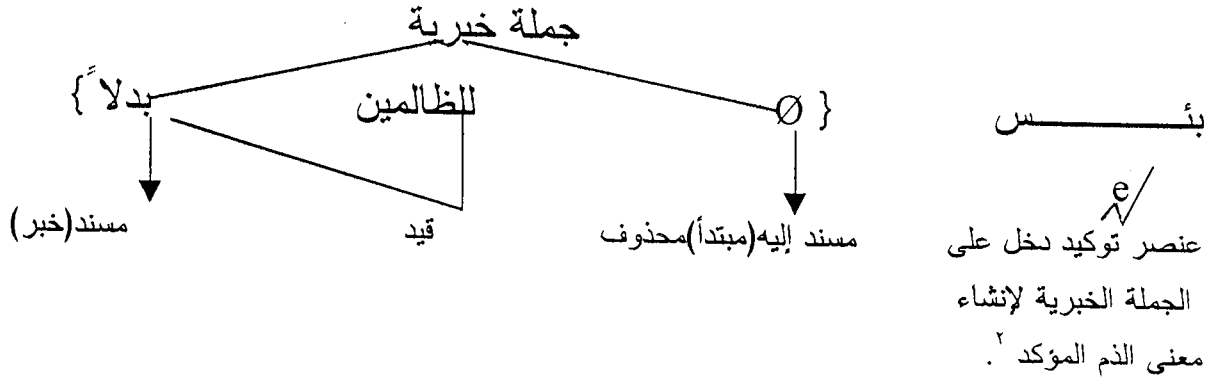 جملة خبرية
بئـــــــس { Ø للظالمين بدلاً }
e
عنصر توكيد دخل على
الجملة الخبرية لإنشاء
معنى الذم المؤكد ٢.
مسند إليه(مبتدأ)محذوف
قيد
مسند(خبر)